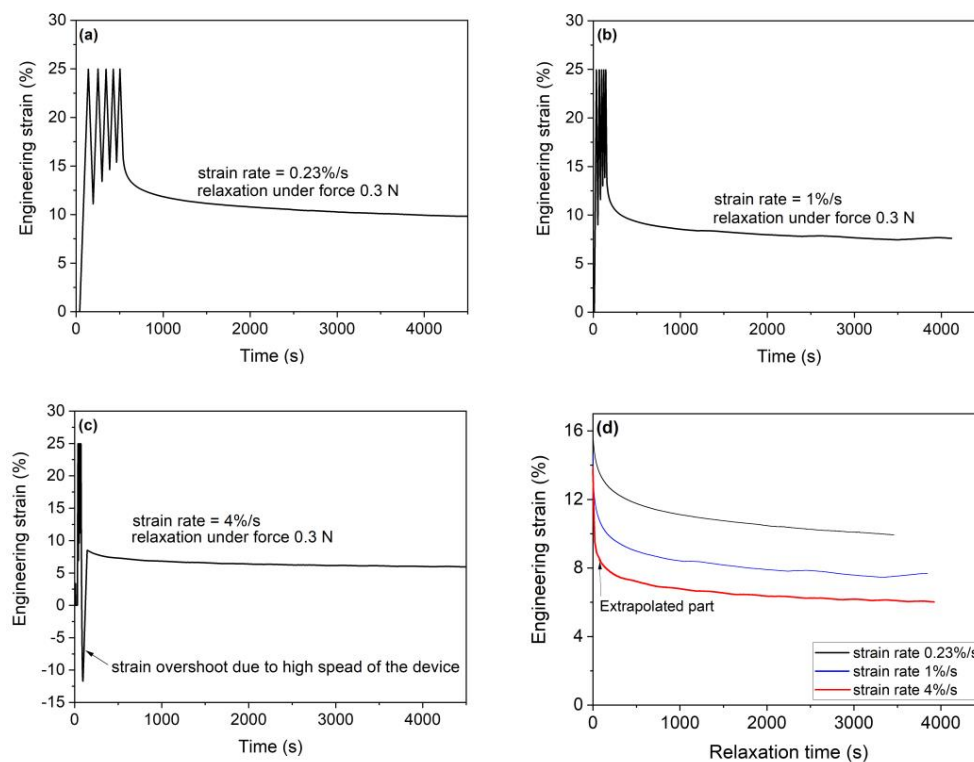 (a)
Engineering strain (%)
30
25
20
15
10
5
0
strain rate = 0.23%/s
relaxation under force 0.3 N
0 1000 2000 3000 4000
Time (s)
(b)
Engineering strain (%)
30
25
20
15
10
5
0
strain rate = 1%/s
relaxation under force 0.3 N
0 1000 2000 3000 4000
Time (s)
(c)
Engineering strain (%)
30
25
20
15
10
5
0
-5
-10
-15
strain rate = 4%/s
relaxation under force 0.3 N
strain overshoot due to high spead of the device
0 1000 2000 3000 4000
Time (s)
(d)
Engineering strain (%)
16
12
8
4
0
Extrapolated part
strain rate 0.23%/s
strain rate 1%/s
strain rate 4%/s
0 1000 2000 3000 4000
Relaxation time (s)